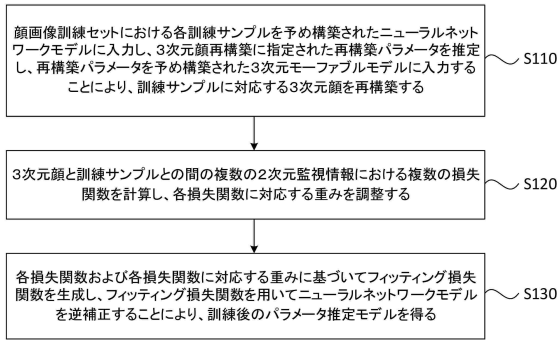 顔画像訓練セットにおける各訓練サンプルを予め構築されたニューラルネット
ワークモデルに入力し、3次元顔再構築に指定された再構築パラメータを推定
し、再構築パラメータを予め構築された3次元モーファブルモデルに入力する
ことにより、訓練サンプルに対応する3次元顔を再構築する
S110
3次元顔と訓練サンプルとの間の複数の2次元監視情報における複数の損失
関数を計算し、各損失関数に対応する重みを調整する
S120
各損失関数および各損失関数に対応する重みに基づいてフィッティング損失
関数を生成し、フィッティング損失関数を用いてニューラルネットワークモデル
を逆補正することにより、訓練後のパラメータ推定モデルを得る
S130